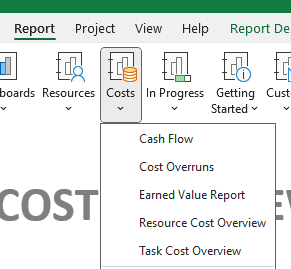 Report Project View Help Report De
boards Resources Costs In Progress Getting Started Cust
Cash Flow
Cost Overruns
Earned Value Report
Resource Cost Overview
Task Cost Overview
COST EW